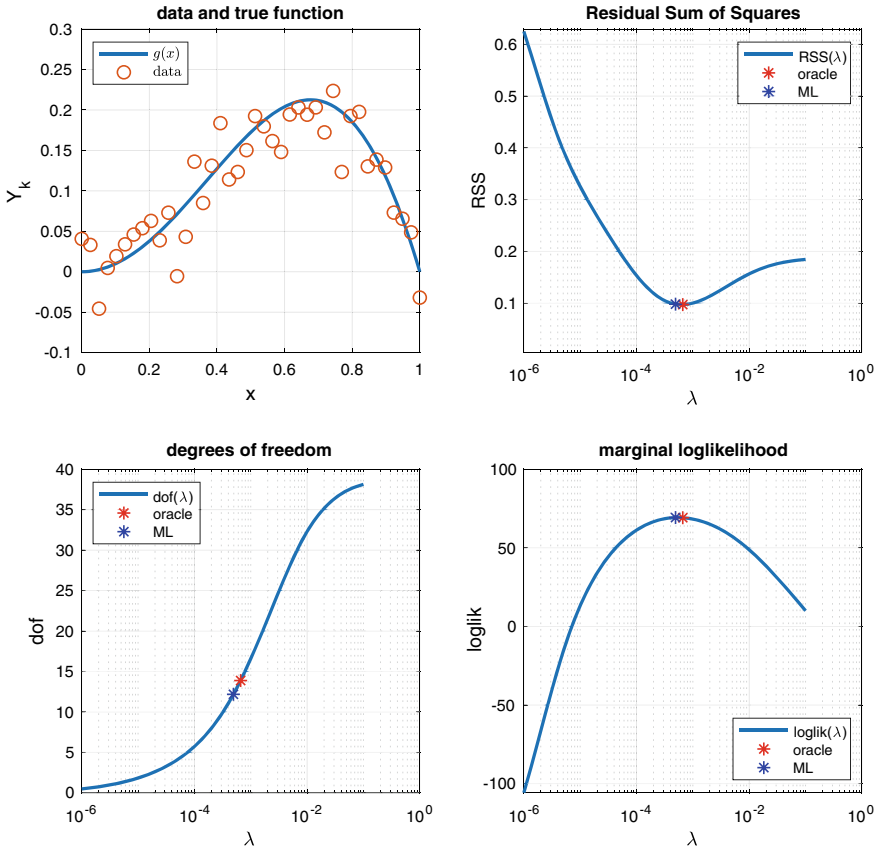 data and true function
0.3
0.25
0.2
0.15
0.1
0.05
0
-0.05
-0.1
Y_k
g(x)
data
0
0.2
0.4
0.6
0.8
1
x
Residual Sum of Squares
0.6
0.5
0.4
0.3
0.2
0.1
RSS
RSS(λ)
oracle
ML
10^-6
10^-4
10^-2
10^0
λ
degrees of freedom
40
35
30
25
20
15
10
5
0
dof
dof(λ)
oracle
ML
10^-6
10^-4
10^-2
10^0
λ
marginal loglikelihood
100
50
0
-50
-100
loglik
loglik(λ)
oracle
ML
10^-6
10^-4
10^-2
10^0
λ